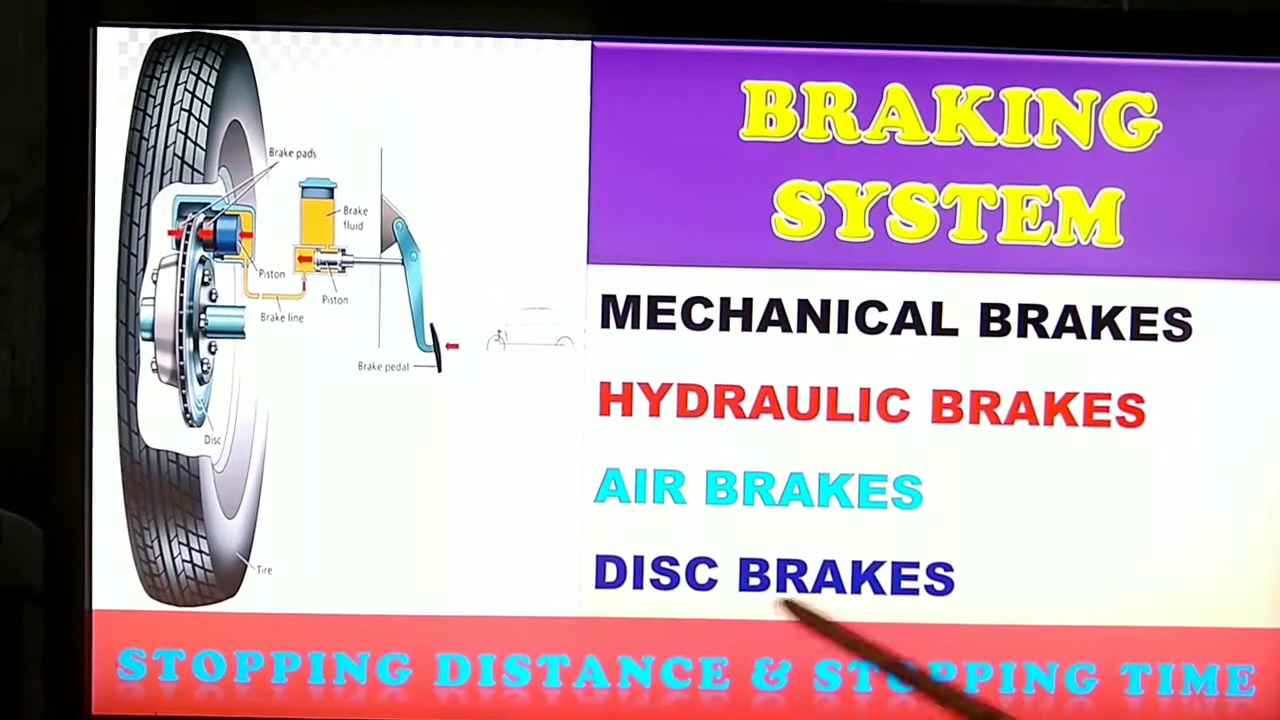 BRAKING
SYSTEM
MECHANICAL BRAKES
HYDRAULIC BRAKES
AIR BRAKES
DISC BRAKES
Brake pads
Brake
fluid
Piston
Piston
Brake line
Brake pedal
Disc
Tire
STOPPING DISTANCE & STOPPING TIME